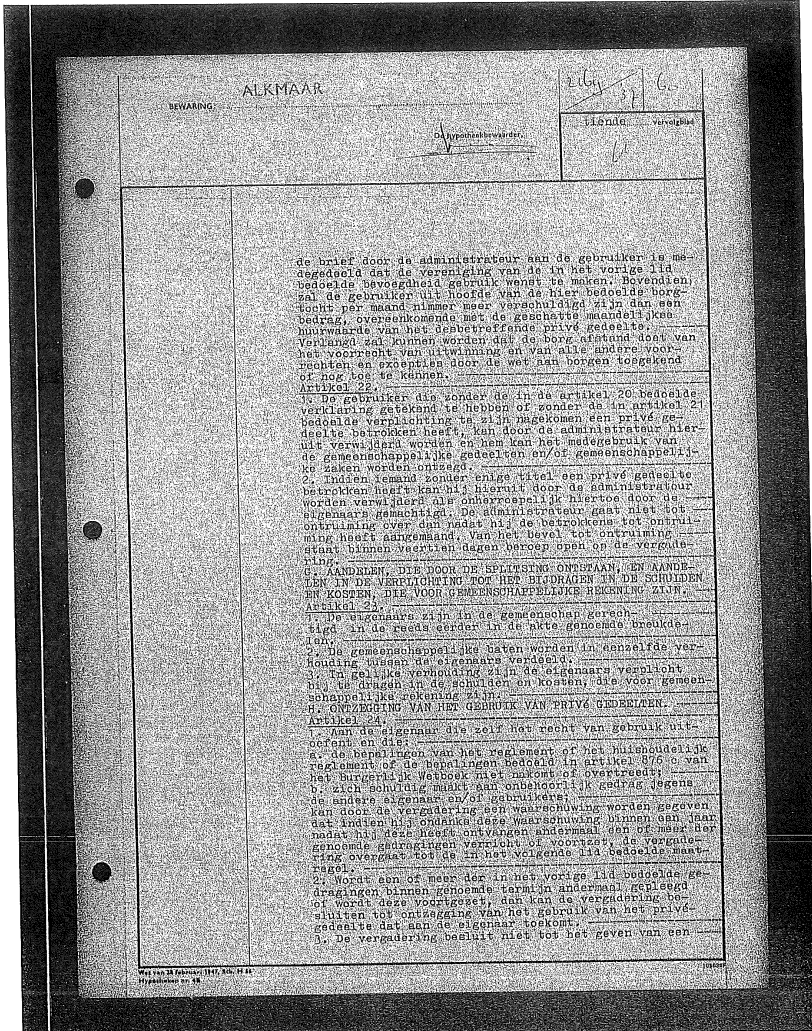 ALKMAAR
BEWARING:
De hypotheekbewaarder,
tiende vervolgblad
de brief door de administrateur aan de gebruiker is me-
degedeeld dat de vereniging van de in het vorige lid
bedoelde bevoegdheid gebruik wenst te maken. Bovendien
zal de gebruiker uit hoofde van de hier bedoelde borg-
tocht per maand nimmer meer verschuldigd zijn dan een
bedrag, overeenkomende met de geschatte maandelijkse
huurwaarde van het desbetreffende privé gedeelte.
Verlangd zal kunnen worden dat de borg afstand doet van
het voorrecht van uitwinning en van alle andere voor-
rechten en excepties door de wet aan borgen toegekend
of nog toe te kennen.
Artikel 22.
1. De gebruiker die zonder de in de artikel 20 bedoelde
verklaring getekend te hebben of zonder de in artikel 21
bedoelde verplichting te zijn nagekomen een privé ge-
deelte betrokken heeft, kan door de administrateur hier-
uit verwijderd worden en hem kan het medegebruik van
de gemeenschappelijke gedeelten en/of gemeenschappelij-
ke zaken worden ontzegd.
2. Indien iemand zonder enige titel een privé gedeelte
betrokken heeft kan hij hieruit door de administratour
worden verwijderd als onherroepelijk hiertoe door de
eigenaars gemachtigd. De administrateur gaat niet tot
ontruiming over dan nadat hij de betrokkene tot ontrui-
ming heeft aangemaand. Van het bevel tot ontruiming
staat binnen veertien dagen beroep open op de vergade-
ring.
G. AANDELEN, DIE DOOR DE SPLITSING ONTSTAAN, EN AANDE-
LEN IN DE VERPLICHTING TOT HET BIJDRAGEN IN DE SCHULDEN
EN KOSTEN, DIE VOOR GEMEENSCHAPPELIJKE REKENING ZIJN.
Artikel 23.
1. De eigenaars zijn in de gemeenschap gerech-
tigd in de reeds eerder in de akte genoemde breukde-
len.
2. De gemeenschappelijke baten worden in eenzelfde ver-
houding tussen de eigenaars verdeeld.
3. In gelijke verhouding zijn de eigenaars verplicht
bij te dragen in de schulden en kosten, die voor gemeen-
schappelijke rekening zijn.
H. ONTZEGGING VAN HET GEBRUIK VAN PRIVé GEDEELTEN.
Artikel 24.
1. Aan de eigenaar die zelf het recht van gebruik uit-
oefent en die:
a. de bepalingen van het reglement of het huishoudelijk
reglement of de bepalingen bedoeld in artikel 876 c van
het Burgerlijk Wetboek niet nakomt of overtreedt;
b. zich schuldig maakt aan onbehoorlijk gedrag jegens
de andere eigenaar en/of gebruikers;
kan door de vergadering een waarschuwing worden gegeven
dat indien hij ondanks deze waarschuwing binnen een jaar
nadat hij deze heeft ontvangen andermaal een of meer der
genoemde gedragingen verricht of voortzet, de vergade-
ring overgaat tot de in het volgende lid bedoelde maat-
regel.
2. Wordt een of meer der in het vorige lid bedoelde ge-
dragingen binnen genoemde termijn andermaal gepleegd
of wordt deze voortgezet, dan kan de vergadering be-
sluiten tot ontzegging van het gebruik van het privé-
gedeelte dat aan de eigenaar toekomt.
3. De vergadering besluit niet tot het geven van een
Wet van 28 februari 1947, Stb. H 66
Hypotheken nr. 4B